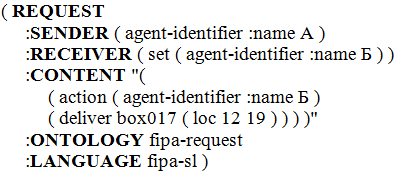 ( REQUEST
:SENDER ( agent-identifier :name А )
:RECEIVER ( set ( agent-identifier :name Б ) )
:CONTENT "(
( action ( agent-identifier :name Б )
( deliver box017 ( loc 12 19 ) ) ) )"
:ONTOLOGY fipa-request
:LANGUAGE fipa-sl )